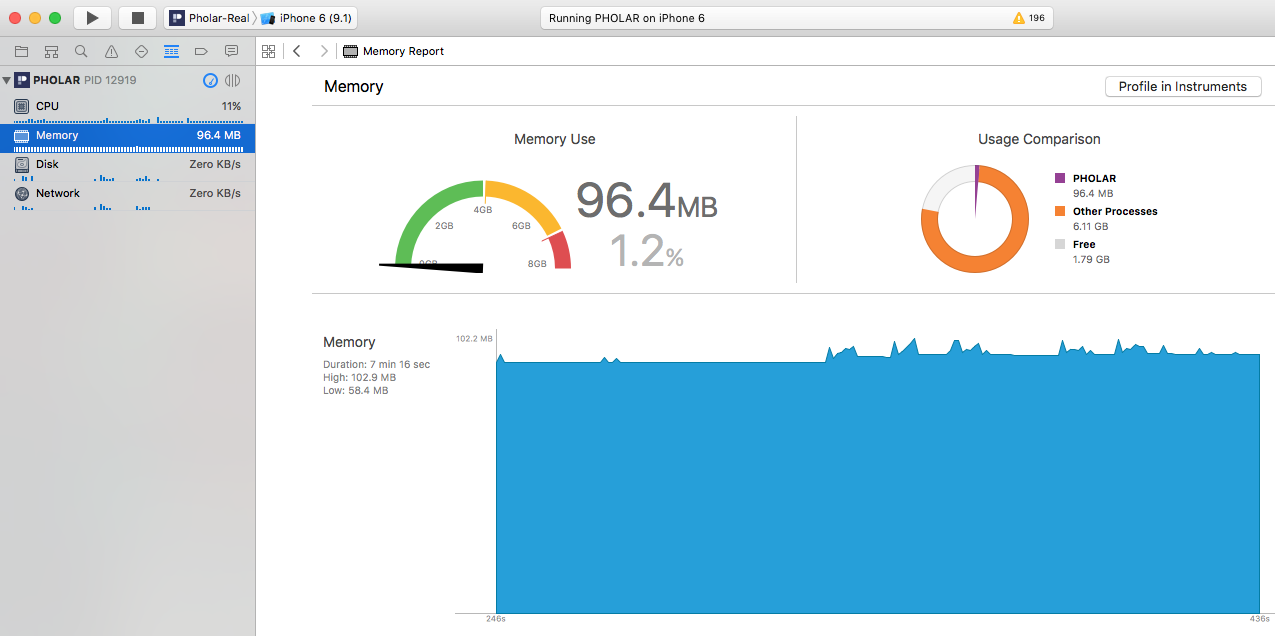 Pholar-Real
iPhone 6 (9.1)
Running PHOLAR on iPhone 6
196
Memory Report
PHOLAR PID 12919
CPU
11%
Memory
96.4 MB
Disk
Zero KB/s
Network
Zero KB/s
Memory
Profile in Instruments
Memory Use
0GB
2GB
4GB
6GB
8GB
96.4MB
1.2%
Usage Comparison
PHOLAR
96.4 MB
Other Processes
6.11 GB
Free
1.79 GB
Memory
Duration: 7 min 16 sec
High: 102.9 MB
Low: 58.4 MB
102.2 MB
246s
436s